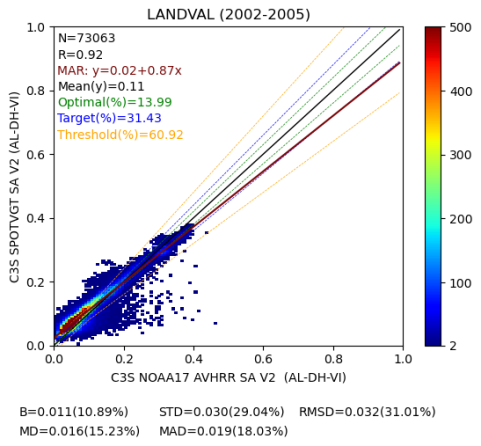 LANDVAL (2002-2005)
N=73063
R=0.92
MAR: y=0.02+0.87x
Mean(y)=0.11
Optimal(%)=13.99
Target(%)=31.43
Threshold(%)=60.92
1.0
0.8
0.6
0.4
0.2
0.0
C3S SPOTVGT SA V2 (AL-DH-VI)
0.0 0.2 0.4 0.6 0.8 1.0
C3S NOAA17 AVHRR SA V2 (AL-DH-VI)
500
400
300
200
100
2
B=0.011(10.89%) STD=0.030(29.04%) RMSD=0.032(31.01%)
MD=0.016(15.23%) MAD=0.019(18.03%)